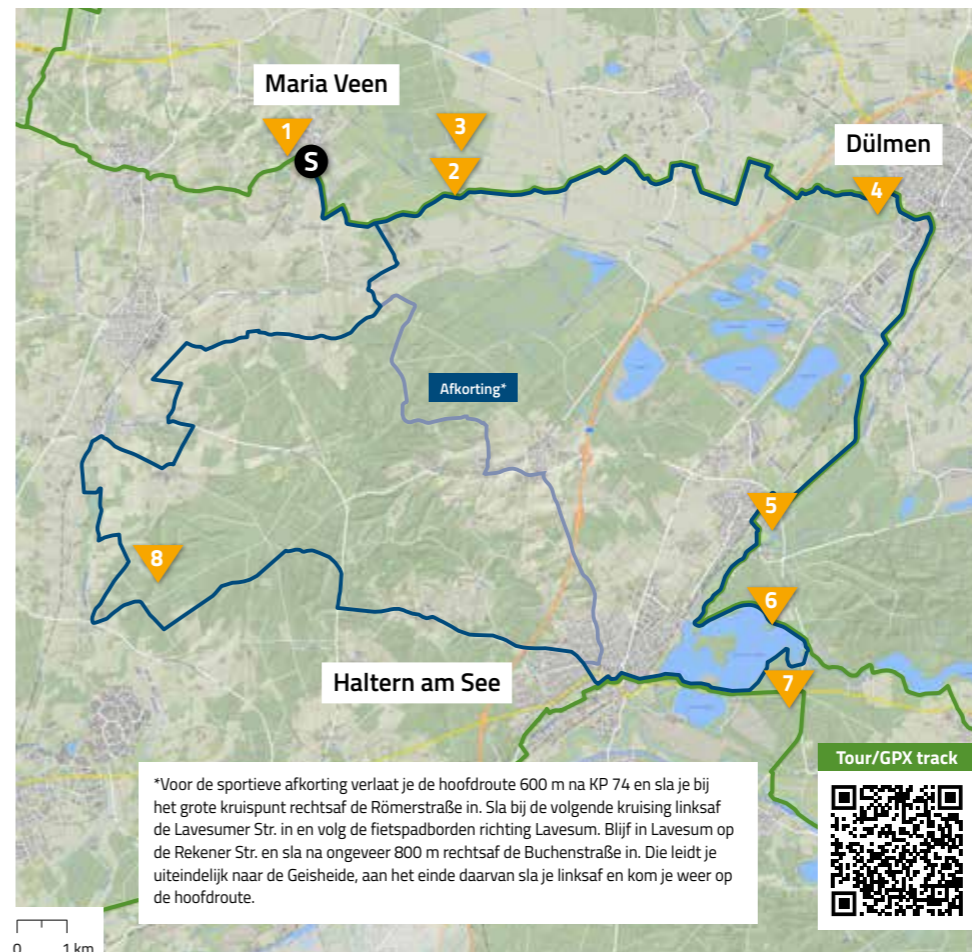 Maria Veen
1
S
3
2
Dülmen
4
Afkorting*
5
8
6
Haltern am See
7
Tour/GPX track
*Voor de sportieve afkorting verlaat je de hoofdroute 600 m na KP 74 en sla je bij
het grote kruispunt rechtsaf de Römerstraße in. Sla bij de volgende kruising linksaf
de Lavesumer Str. in en volg de fietspadborden richting Lavesum. Blijf in Lavesum op
de Rekener Str. en sla na ongeveer 800 m rechtsaf de Buchenstraße in. Die leidt je
uiteindelijk naar de Geisheide, aan het einde daarvan sla je linksaf en kom je weer op
de hoofdroute.
0 1 km